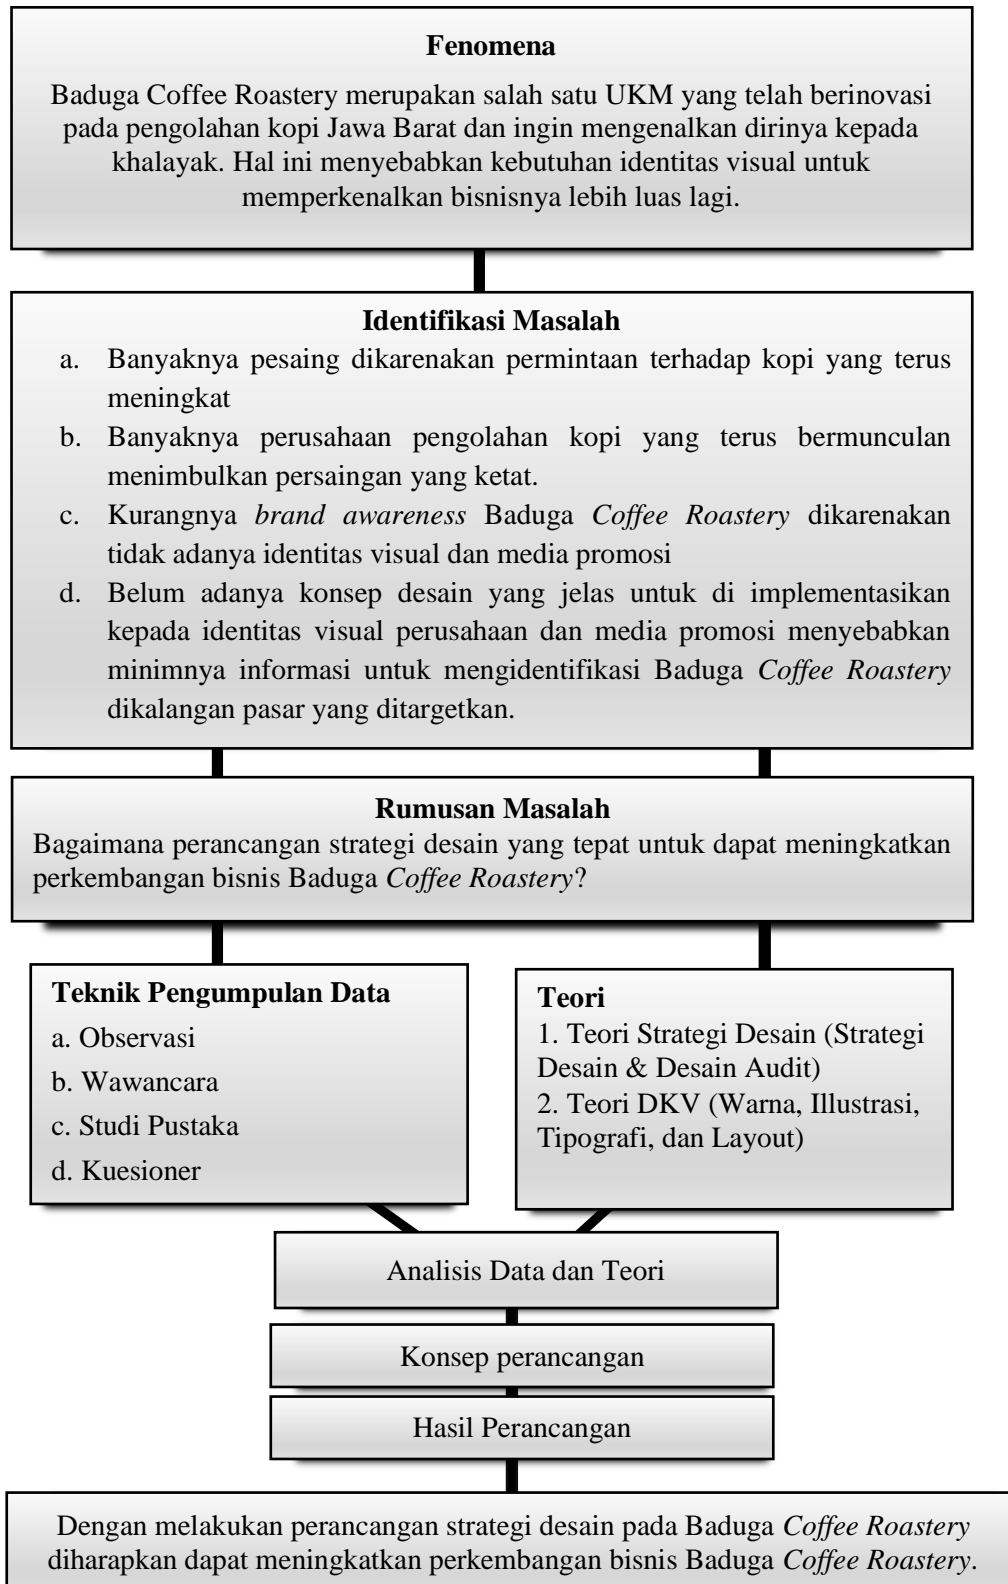 Fenomena
Baduga Coffee Roastery merupakan salah satu UKM yang telah berinovasi
pada pengolahan kopi Jawa Barat dan ingin mengenalkan dirinya kepada
khalayak. Hal ini menyebabkan kebutuhan identitas visual untuk
memperkenalkan bisnisnya lebih luas lagi.
Identifikasi Masalah
a. Banyaknya pesaing dikarenakan permintaan terhadap kopi yang terus
meningkat
b. Banyaknya perusahaan pengolahan kopi yang terus bermunculan
menimbulkan persaingan yang ketat.
c. Kurangnya brand awareness Baduga Coffee Roastery dikarenakan
tidak adanya identitas visual dan media promosi
d. Belum adanya konsep desain yang jelas untuk di implementasikan
kepada identitas visual perusahaan dan media promosi menyebabkan
minimnya informasi untuk mengidentifikasi Baduga Coffee Roastery
dikalangan pasar yang ditargetkan.
Rumusan Masalah
Bagaimana perancangan strategi desain yang tepat untuk dapat meningkatkan
perkembangan bisnis Baduga Coffee Roastery?
Teknik Pengumpulan Data
a. Observasi
b. Wawancara
c. Studi Pustaka
d. Kuesioner
Teori
1. Teori Strategi Desain (Strategi
Desain & Desain Audit)
2. Teori DKV (Warna, Illustrasi,
Tipografi, dan Layout)
Analisis Data dan Teori
Konsep perancangan
Hasil Perancangan
Dengan melakukan perancangan strategi desain pada Baduga Coffee Roastery
diharapkan dapat meningkatkan perkembangan bisnis Baduga Coffee Roastery.